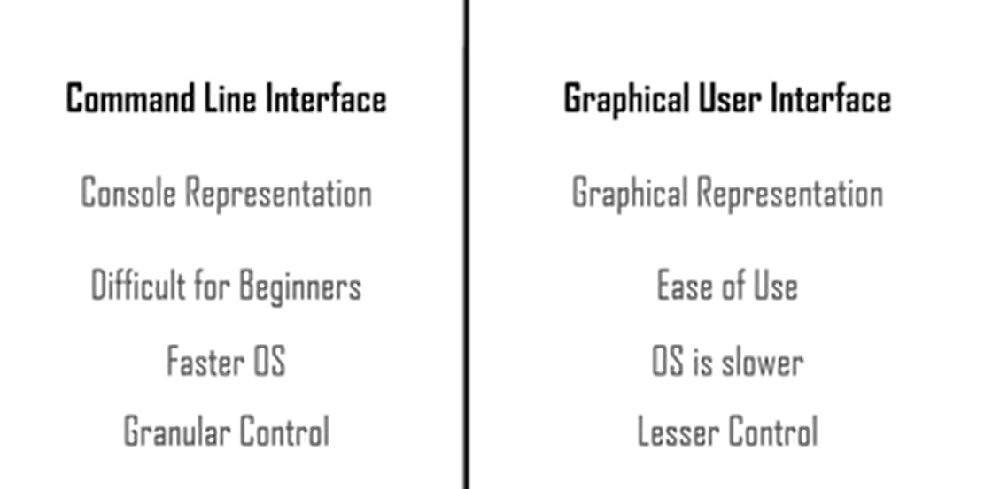 Command Line Interface
Console Representation
Difficult for Beginners
Faster OS
Granular Control
Graphical User Interface
Graphical Representation
Ease of Use
OS is slower
Lesser Control